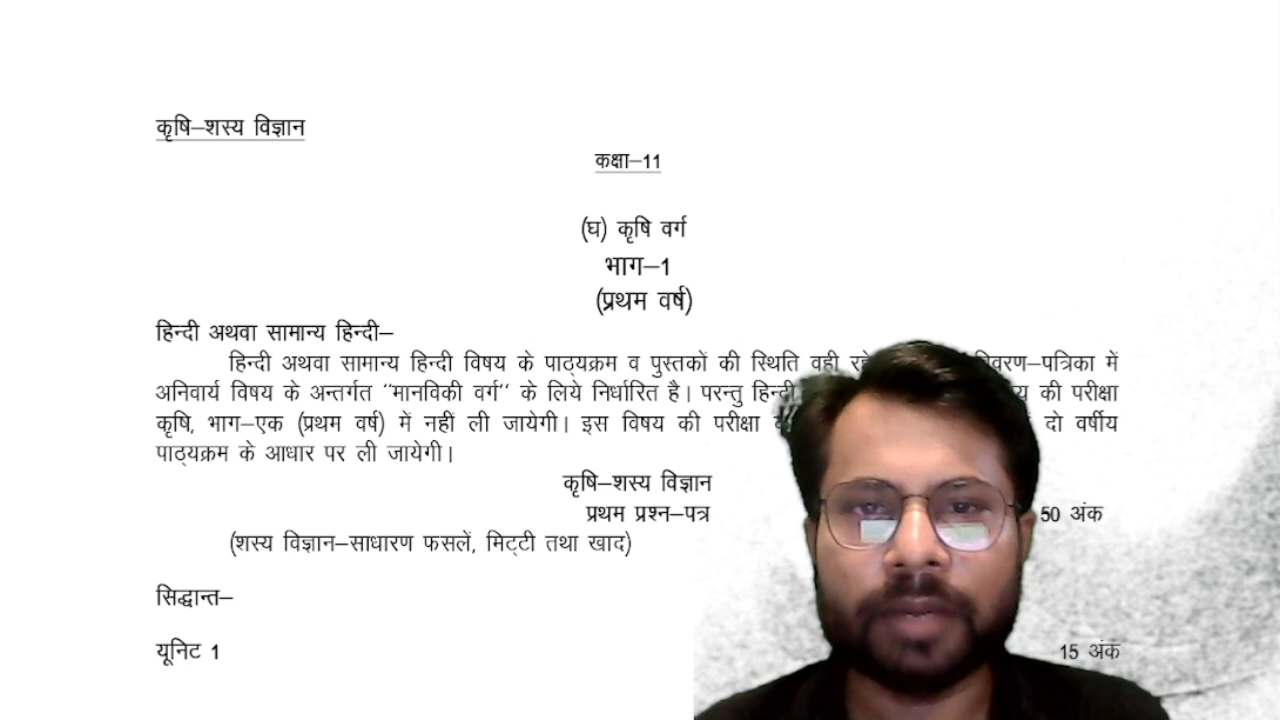 कृषि–शस्य विज्ञान
कक्षा–11
(घ) कृषि वर्ग
भाग–1
(प्रथम वर्ष)
हिन्दी अथवा सामान्य हिन्दी–
हिन्दी अथवा सामान्य हिन्दी विषय के पाठ्यक्रम व पुस्तकों की स्थिति वही में
अनिवार्य विषय के अन्तर्गत ‘‘मानविकी वर्ग’’ के लिये निर्धारित है। परन्तु हिन्दी की परीक्षा
कृषि, भाग–एक (प्रथम वर्ष) में नहीं ली जायेगी। इस विषय की परीक्षा दो वर्षीय
पाठ्यक्रम के आधार पर ली जायेगी।
कृषि–शस्य विज्ञान
प्रथम प्रश्न–पत्र
50 अंक
(शस्य विज्ञान–साधारण फसलें, मिट्टी तथा खाद)
सिद्धान्त–
यूनिट 1 15 अंक